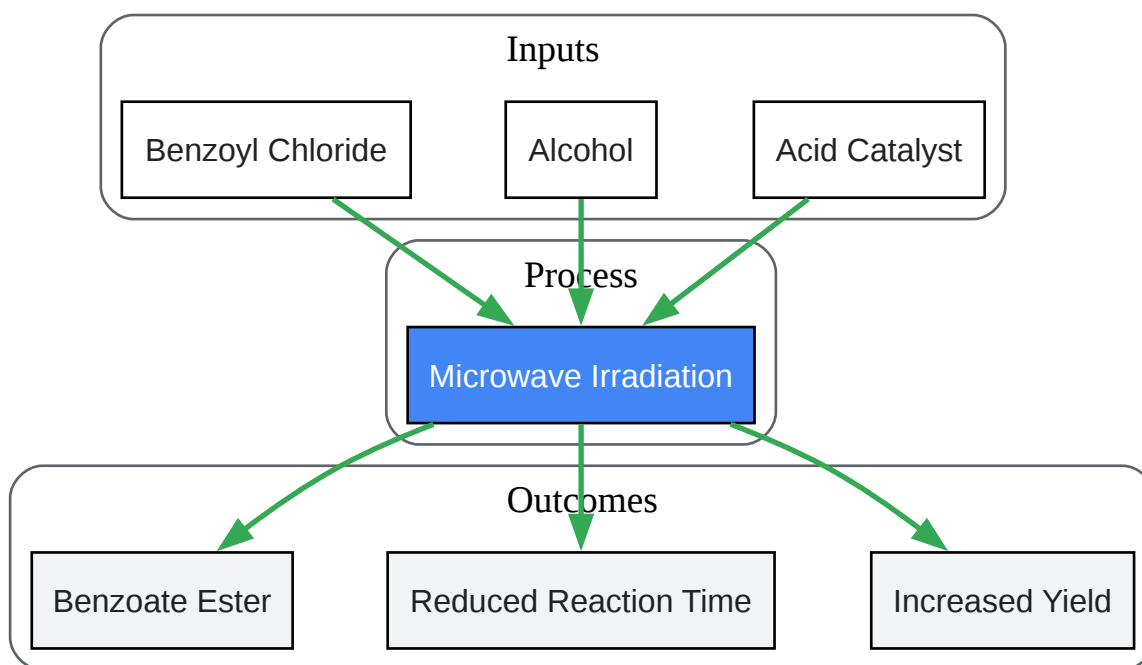 Inputs
Benzoyl Chloride
Alcohol
Acid Catalyst
Process
Microwave Irradiation
Outcomes
Benzoate Ester
Reduced Reaction Time
Increased Yield